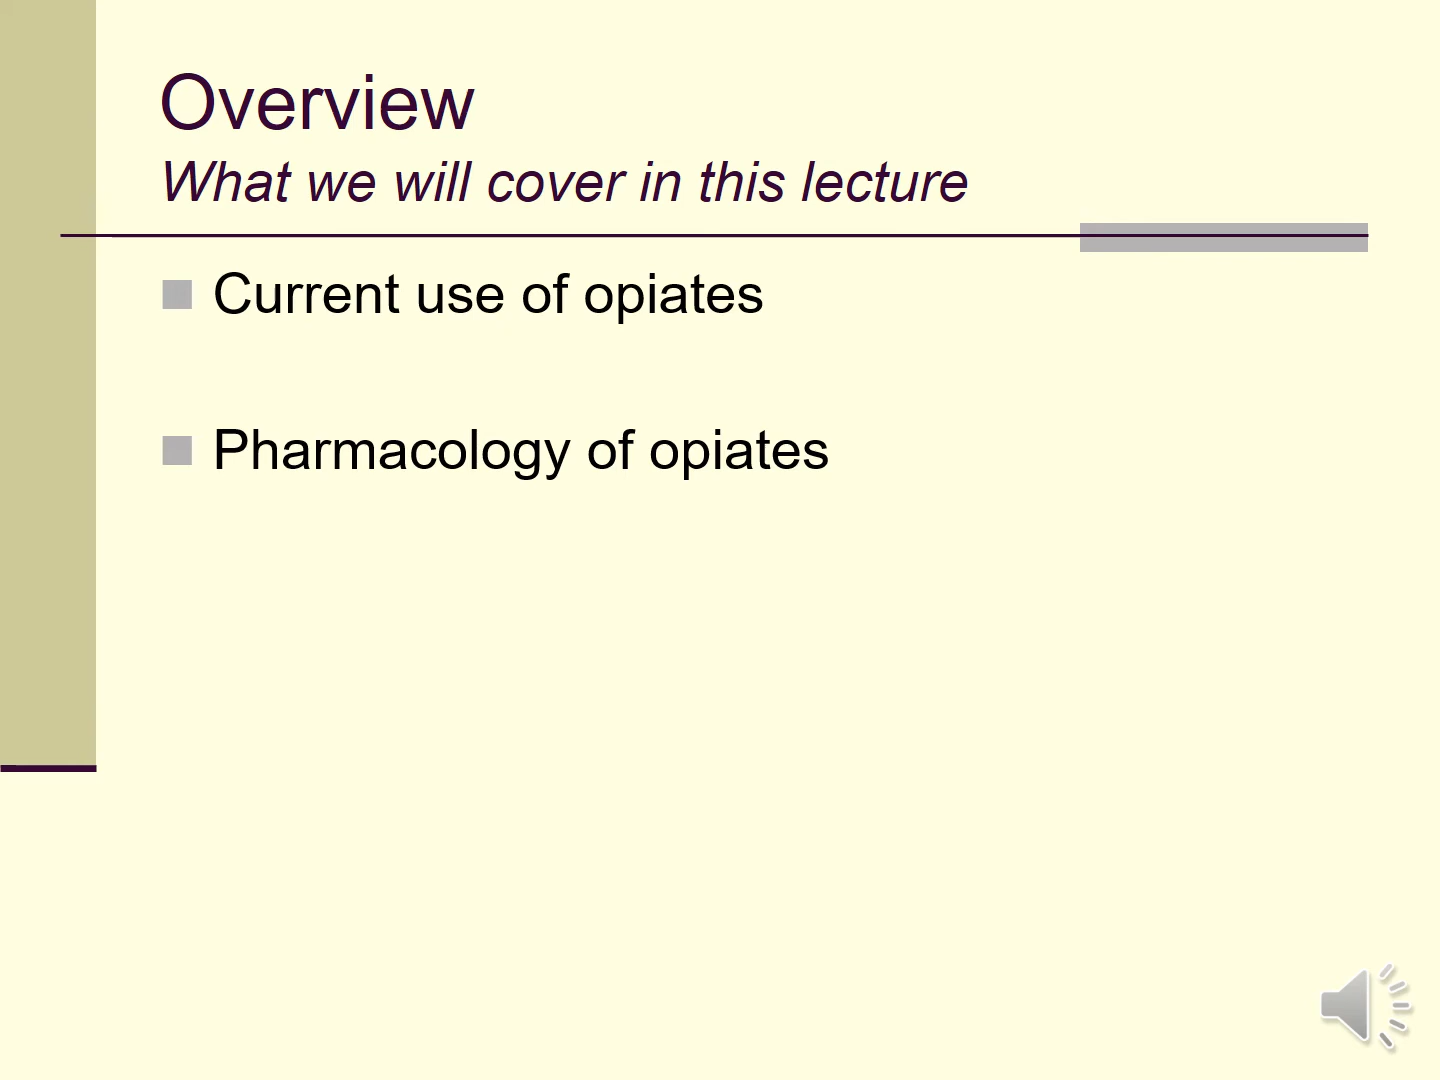 Overview
What we will cover in this lecture
Current use of opiates
Pharmacology of opiates